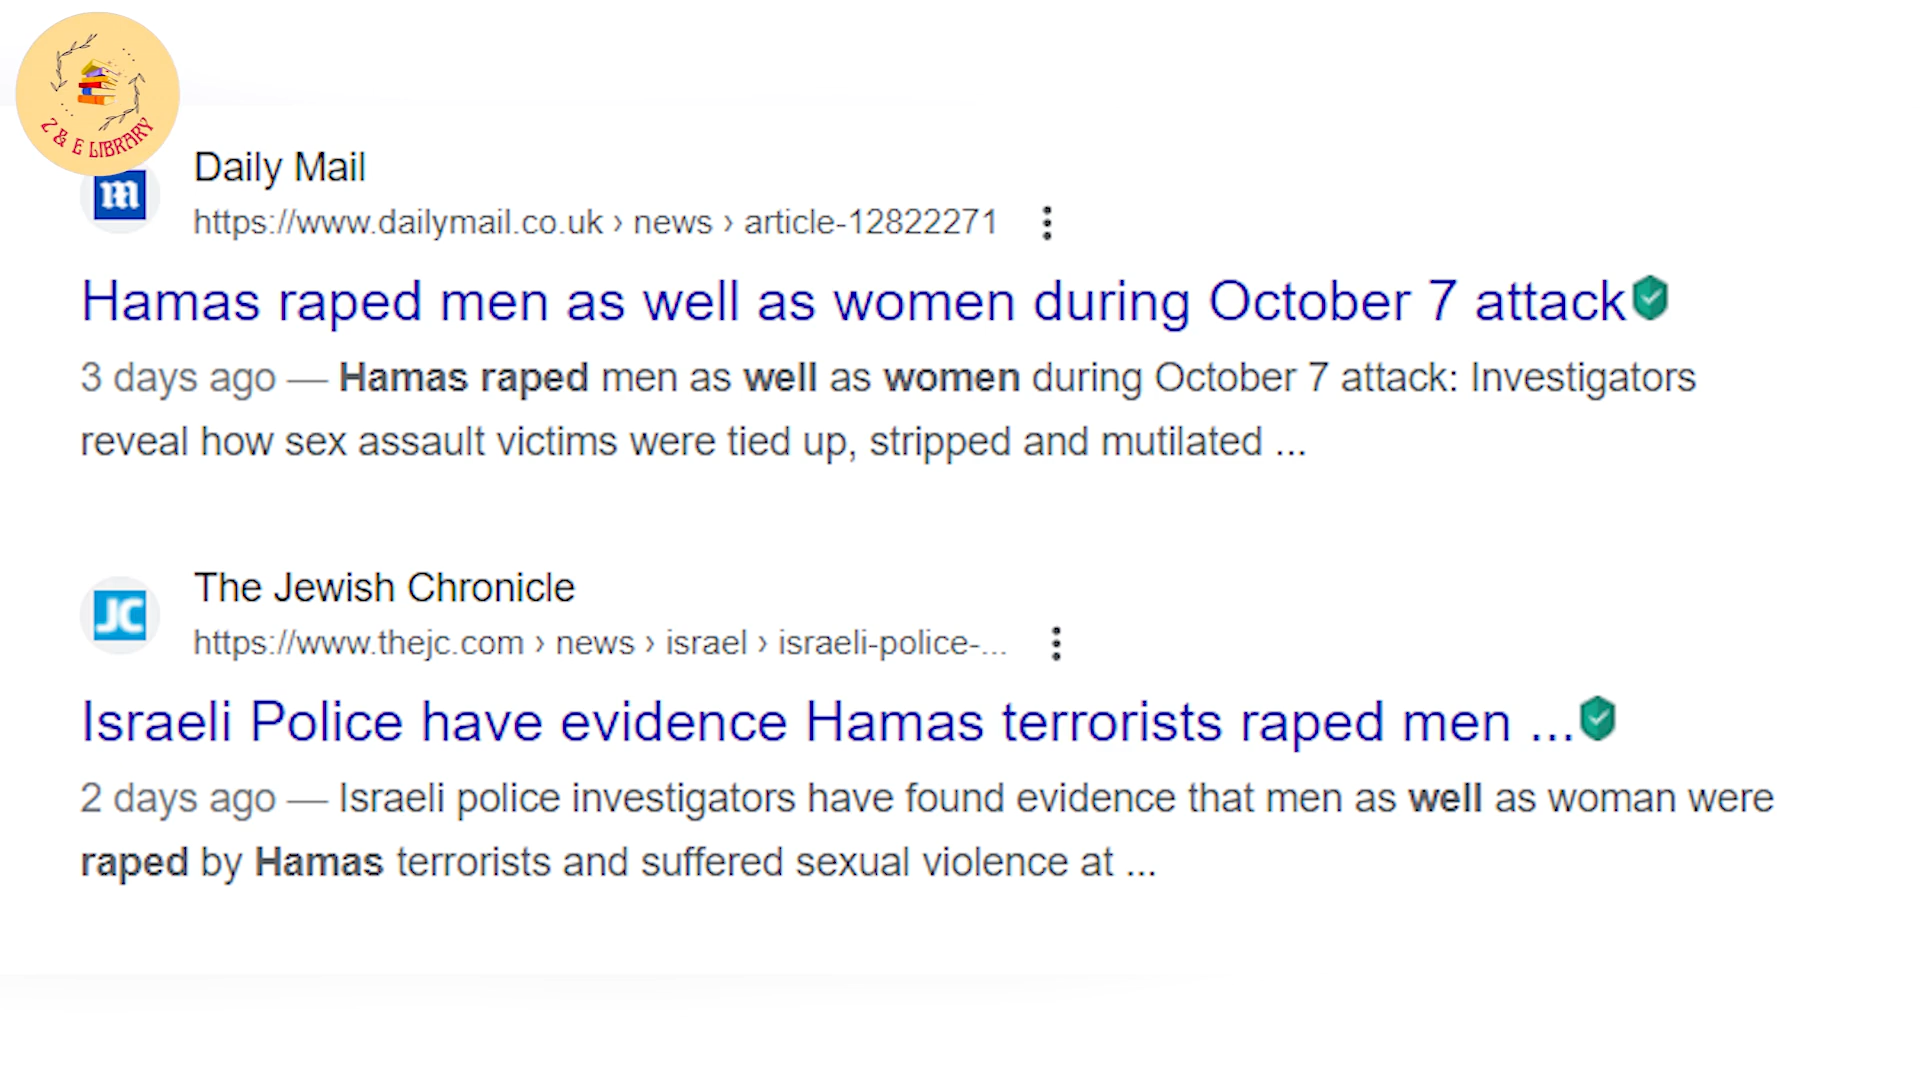 Z & E LIBRARY
Daily Mail
https://www.dailymail.co.uk › news › article-12822271
Hamas raped men as well as women during October 7 attack
3 days ago — Hamas raped men as well as women during October 7 attack: Investigators
reveal how sex assault victims were tied up, stripped and mutilated ...
JC
The Jewish Chronicle
https://www.thejc.com › news › israel › israeli-police-...
Israeli Police have evidence Hamas terrorists raped men ...
2 days ago — Israeli police investigators have found evidence that men as well as woman were
raped by Hamas terrorists and suffered sexual violence at ...